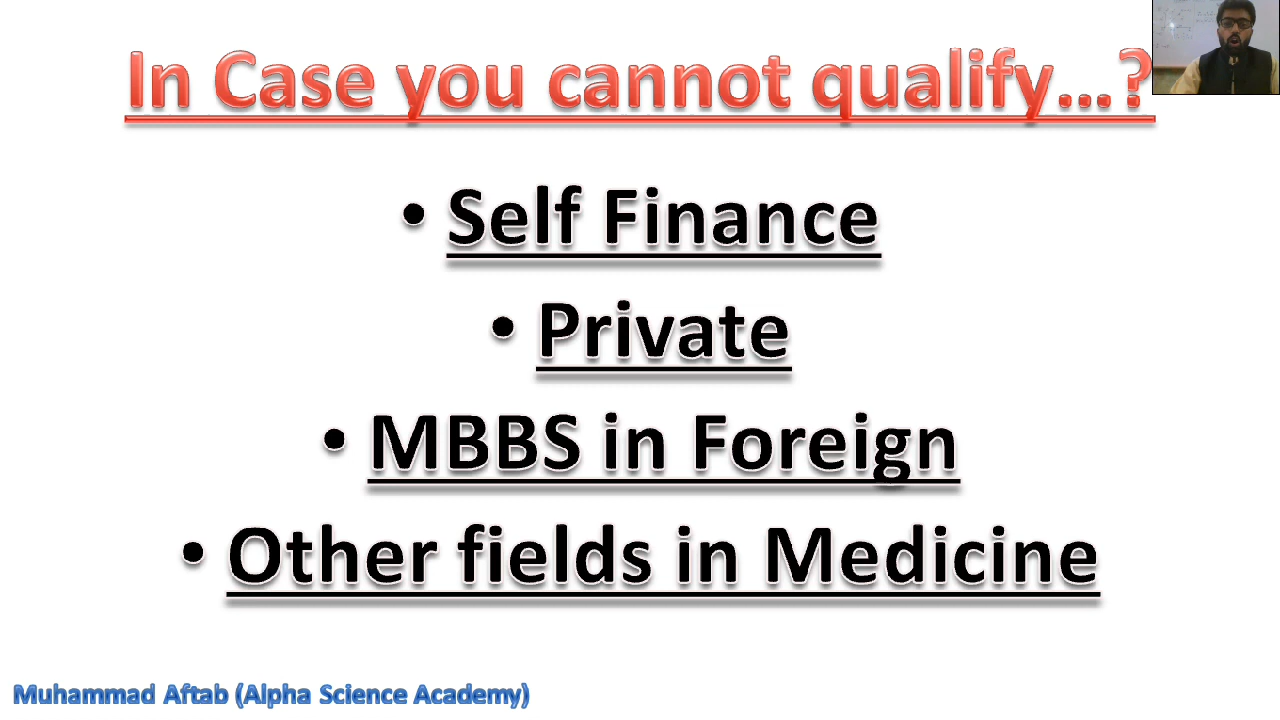 In Case you cannot qualify...?
• Self Finance
• Private
• MBBS in Foreign
• Other fields in Medicine
Muhammad Aftab (Alpha Science Academy)